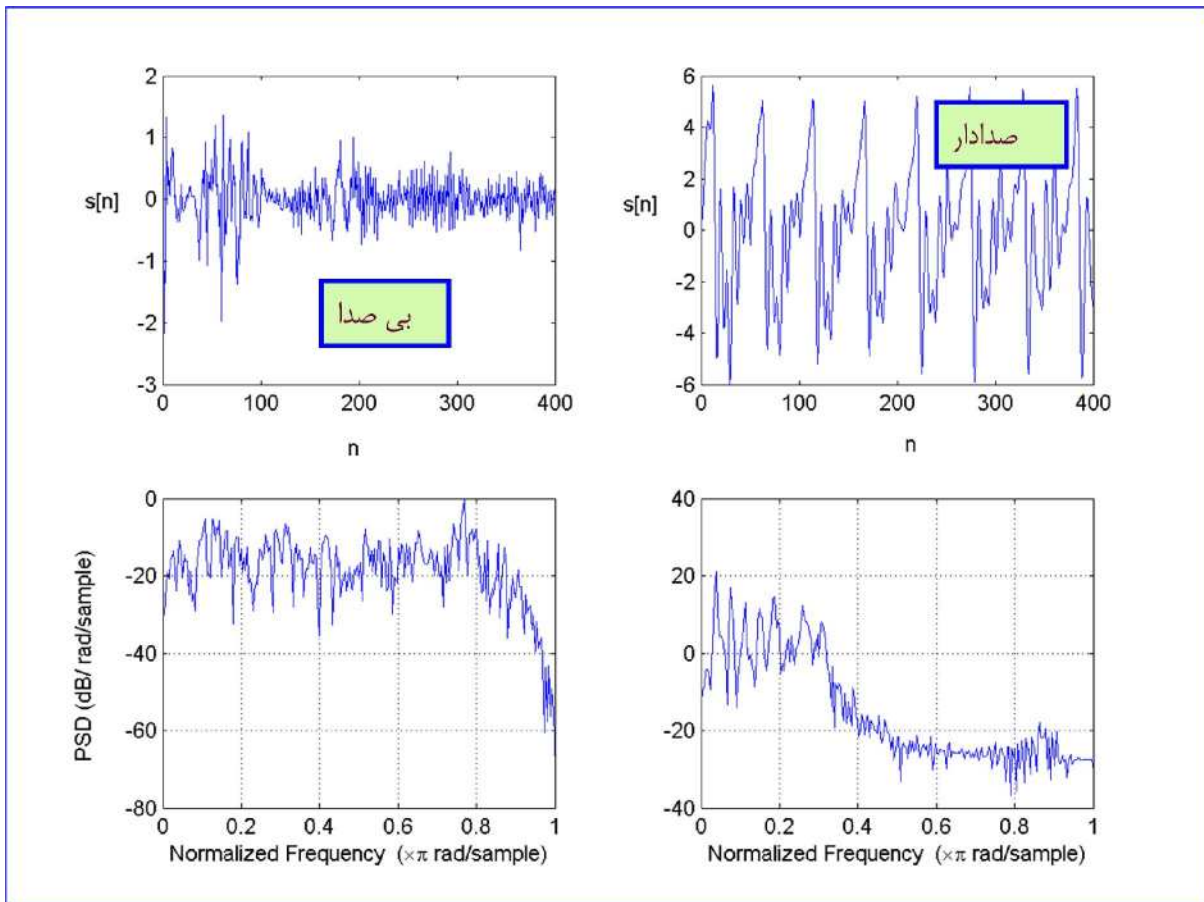 2
1
0
-1
-2
-3
s[n]
0 100 200 300 400
n
بی صدا
6
4
2
0
-2
-4
-6
s[n]
0 100 200 300 400
n
صدادار
0
-20
-40
-60
-80
PSD (dB/ rad/sample)
0 0.2 0.4 0.6 0.8 1
Normalized Frequency (×π rad/sample)
40
20
0
-20
-40
0 0.2 0.4 0.6 0.8 1
Normalized Frequency (×π rad/sample)